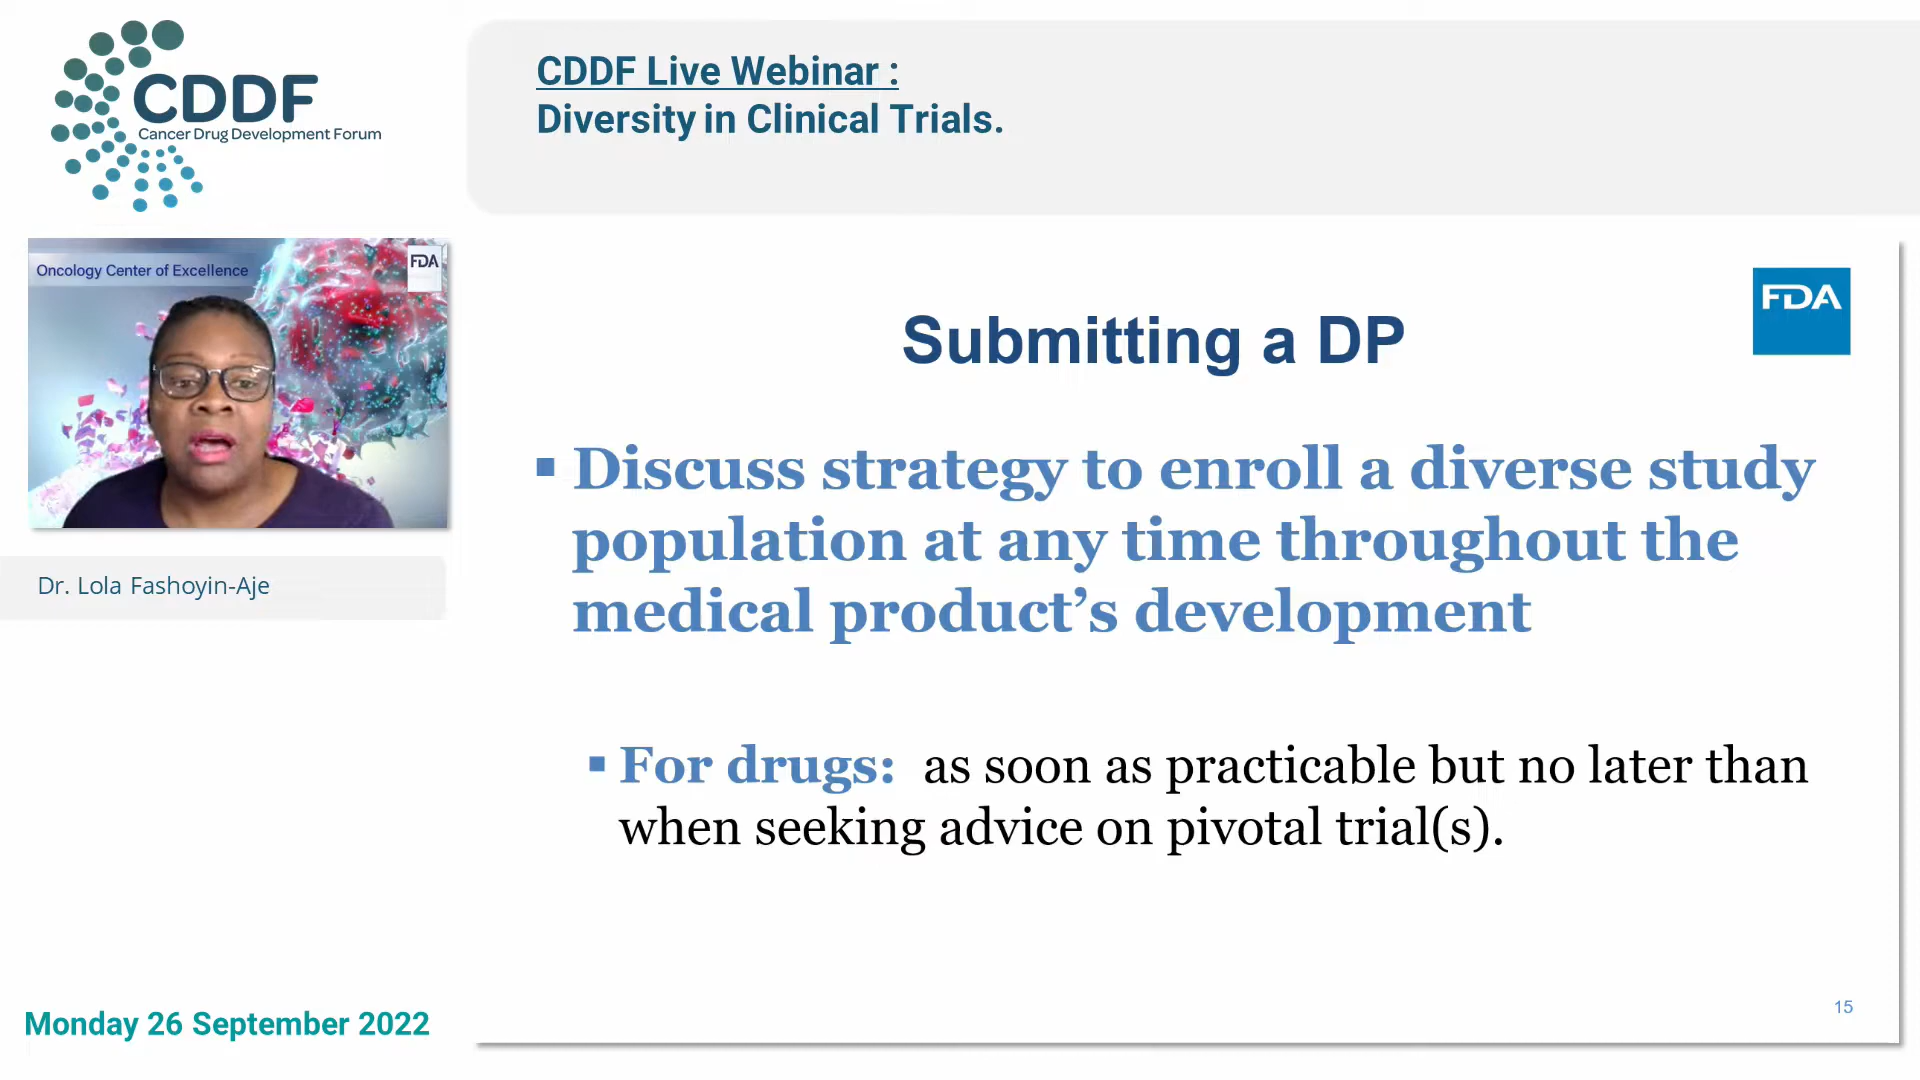 CDDF
Cancer Drug Development Forum
CDDF Live Webinar :
Diversity in Clinical Trials.
Oncology Center of Excellence
FDA
Dr. Lola Fashoyin-Aje
Monday 26 September 2022
FDA
Submitting a DP
▪ Discuss strategy to enroll a diverse study
population at any time throughout the
medical product’s development
▪ For drugs: as soon as practicable but no later than
when seeking advice on pivotal trial(s).
15